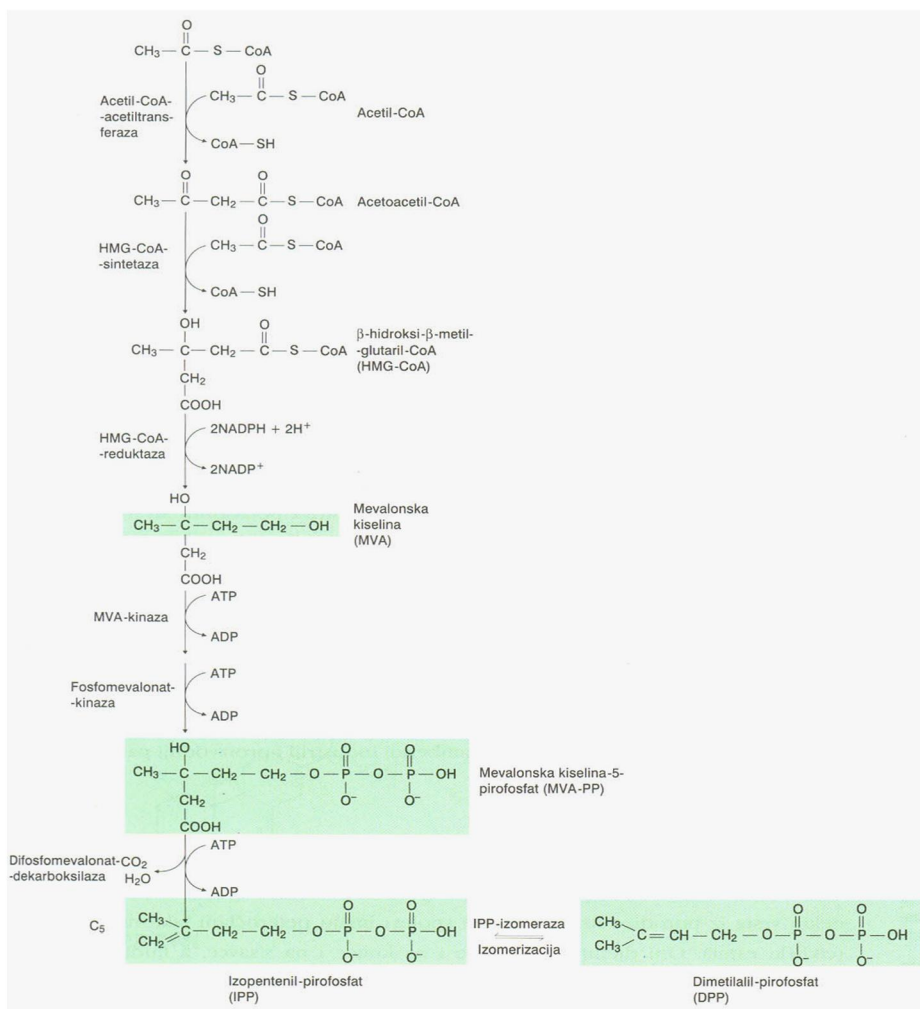 O
CH3—C—S—CoA
O
CH3—C—S—CoA
Acetil-CoA-
-acetiltrans-
feraza
Acetil-CoA
CoA—SH
O O
CH3—C—CH2—C—S—CoA Acetoacetil-CoA
O
CH3—C—S—CoA
HMG-CoA-
-sintetaza
CoA—SH
OH O
CH3—C—CH2—C—S—CoA
β-hidroksi-β-metil-
-glutaril-CoA
(HMG-CoA)
CH2
COOH
HMG-CoA-
-reduktaza
2NADPH + 2H+
2NADP+
HO
CH3—C—CH2—CH2—OH
Mevalonska
kiselina
(MVA)
CH2
COOH
ATP
MVA-kinaza
ADP
ATP
Fosfomevalonat-
-kinaza
ADP
HO O O
CH3—C—CH2—CH2—O—P—O—P—OH
CH2 O− O−
COOH
Mevalonska kiselina-5-
pirofosfat (MVA-PP)
ATP
Difosfomevalonat-
-dekarboksilaza
CO2
H2O
ADP
C5
O O
CH3
C—CH2—CH2—O—P—O—P—OH
CH2
O− O−
IPP-izomeraza
Izomerizacija
O O
CH3
C=CH—CH2—O—P—O—P—OH
CH3
O− O−
Izopentenil-pirofosfat
(IPP)
Dimetilalil-pirofosfat
(DPP)